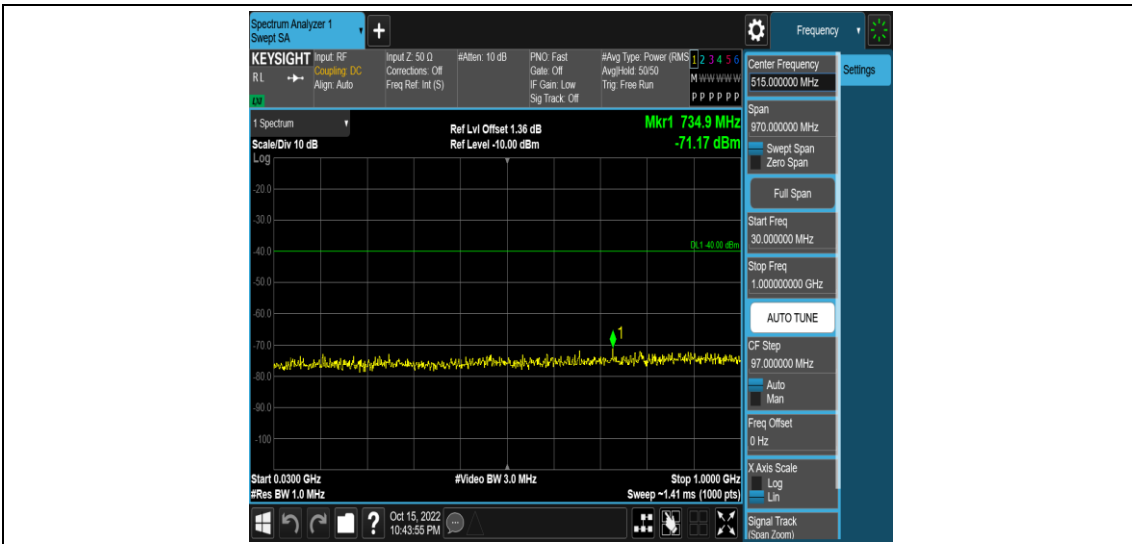 Spectrum Analyzer 1
Swept SA
+
Frequency
KEYSIGHT
RL
LXI
Input: RF
Coupling: DC
Align: Auto
Input Z: 50 Ω
Corrections: Off
Freq Ref: Int (S)
#Atten: 10 dB
PNO: Fast
Gate: Off
IF Gain: Low
Sig Track: Off
#Avg Type: Power (RMS
Avg|Hold: 50/50
Trig: Free Run
1 2 3 4 5 6
M W W W W W
P P P P P P
1 Spectrum
Scale/Div 10 dB
Log
Ref Lvl Offset 1.36 dB
Ref Level -10.00 dBm
Mkr1 734.9 MHz
-71.17 dBm
-20.0
-30.0
-40.0
DL1 -40.00 dBm
-50.0
-60.0
1
-70.0
-80.0
-90.0
-100
Start 0.0300 GHz
#Res BW 1.0 MHz
#Video BW 3.0 MHz
Stop 1.0000 GHz
Sweep ~1.41 ms (1000 pts)
Center Frequency
515.000000 MHz
Settings
Span
970.000000 MHz
Swept Span
Zero Span
Full Span
Start Freq
30.000000 MHz
Stop Freq
1.000000000 GHz
AUTO TUNE
CF Step
97.000000 MHz
Auto
Man
Freq Offset
0 Hz
X Axis Scale
Log
Lin
Signal Track
(Span Zoom)
?
Oct 15, 2022
10:43:55 PM